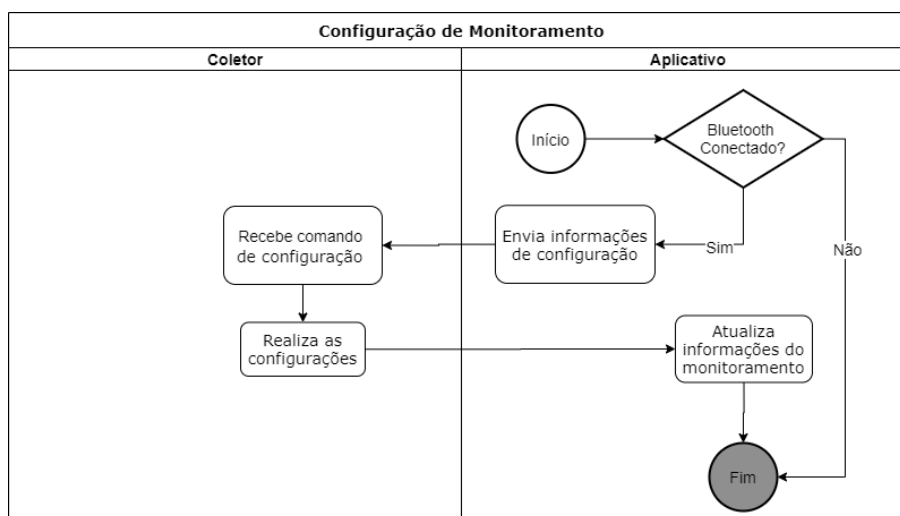 Configuração de Monitoramento
Coletor
Aplicativo
Início
Bluetooth
Conectado?
Recebe comando
de configuração
Envia informações
de configuração
Sim
Não
Realiza as
configurações
Atualiza
informações do
monitoramento
Fim